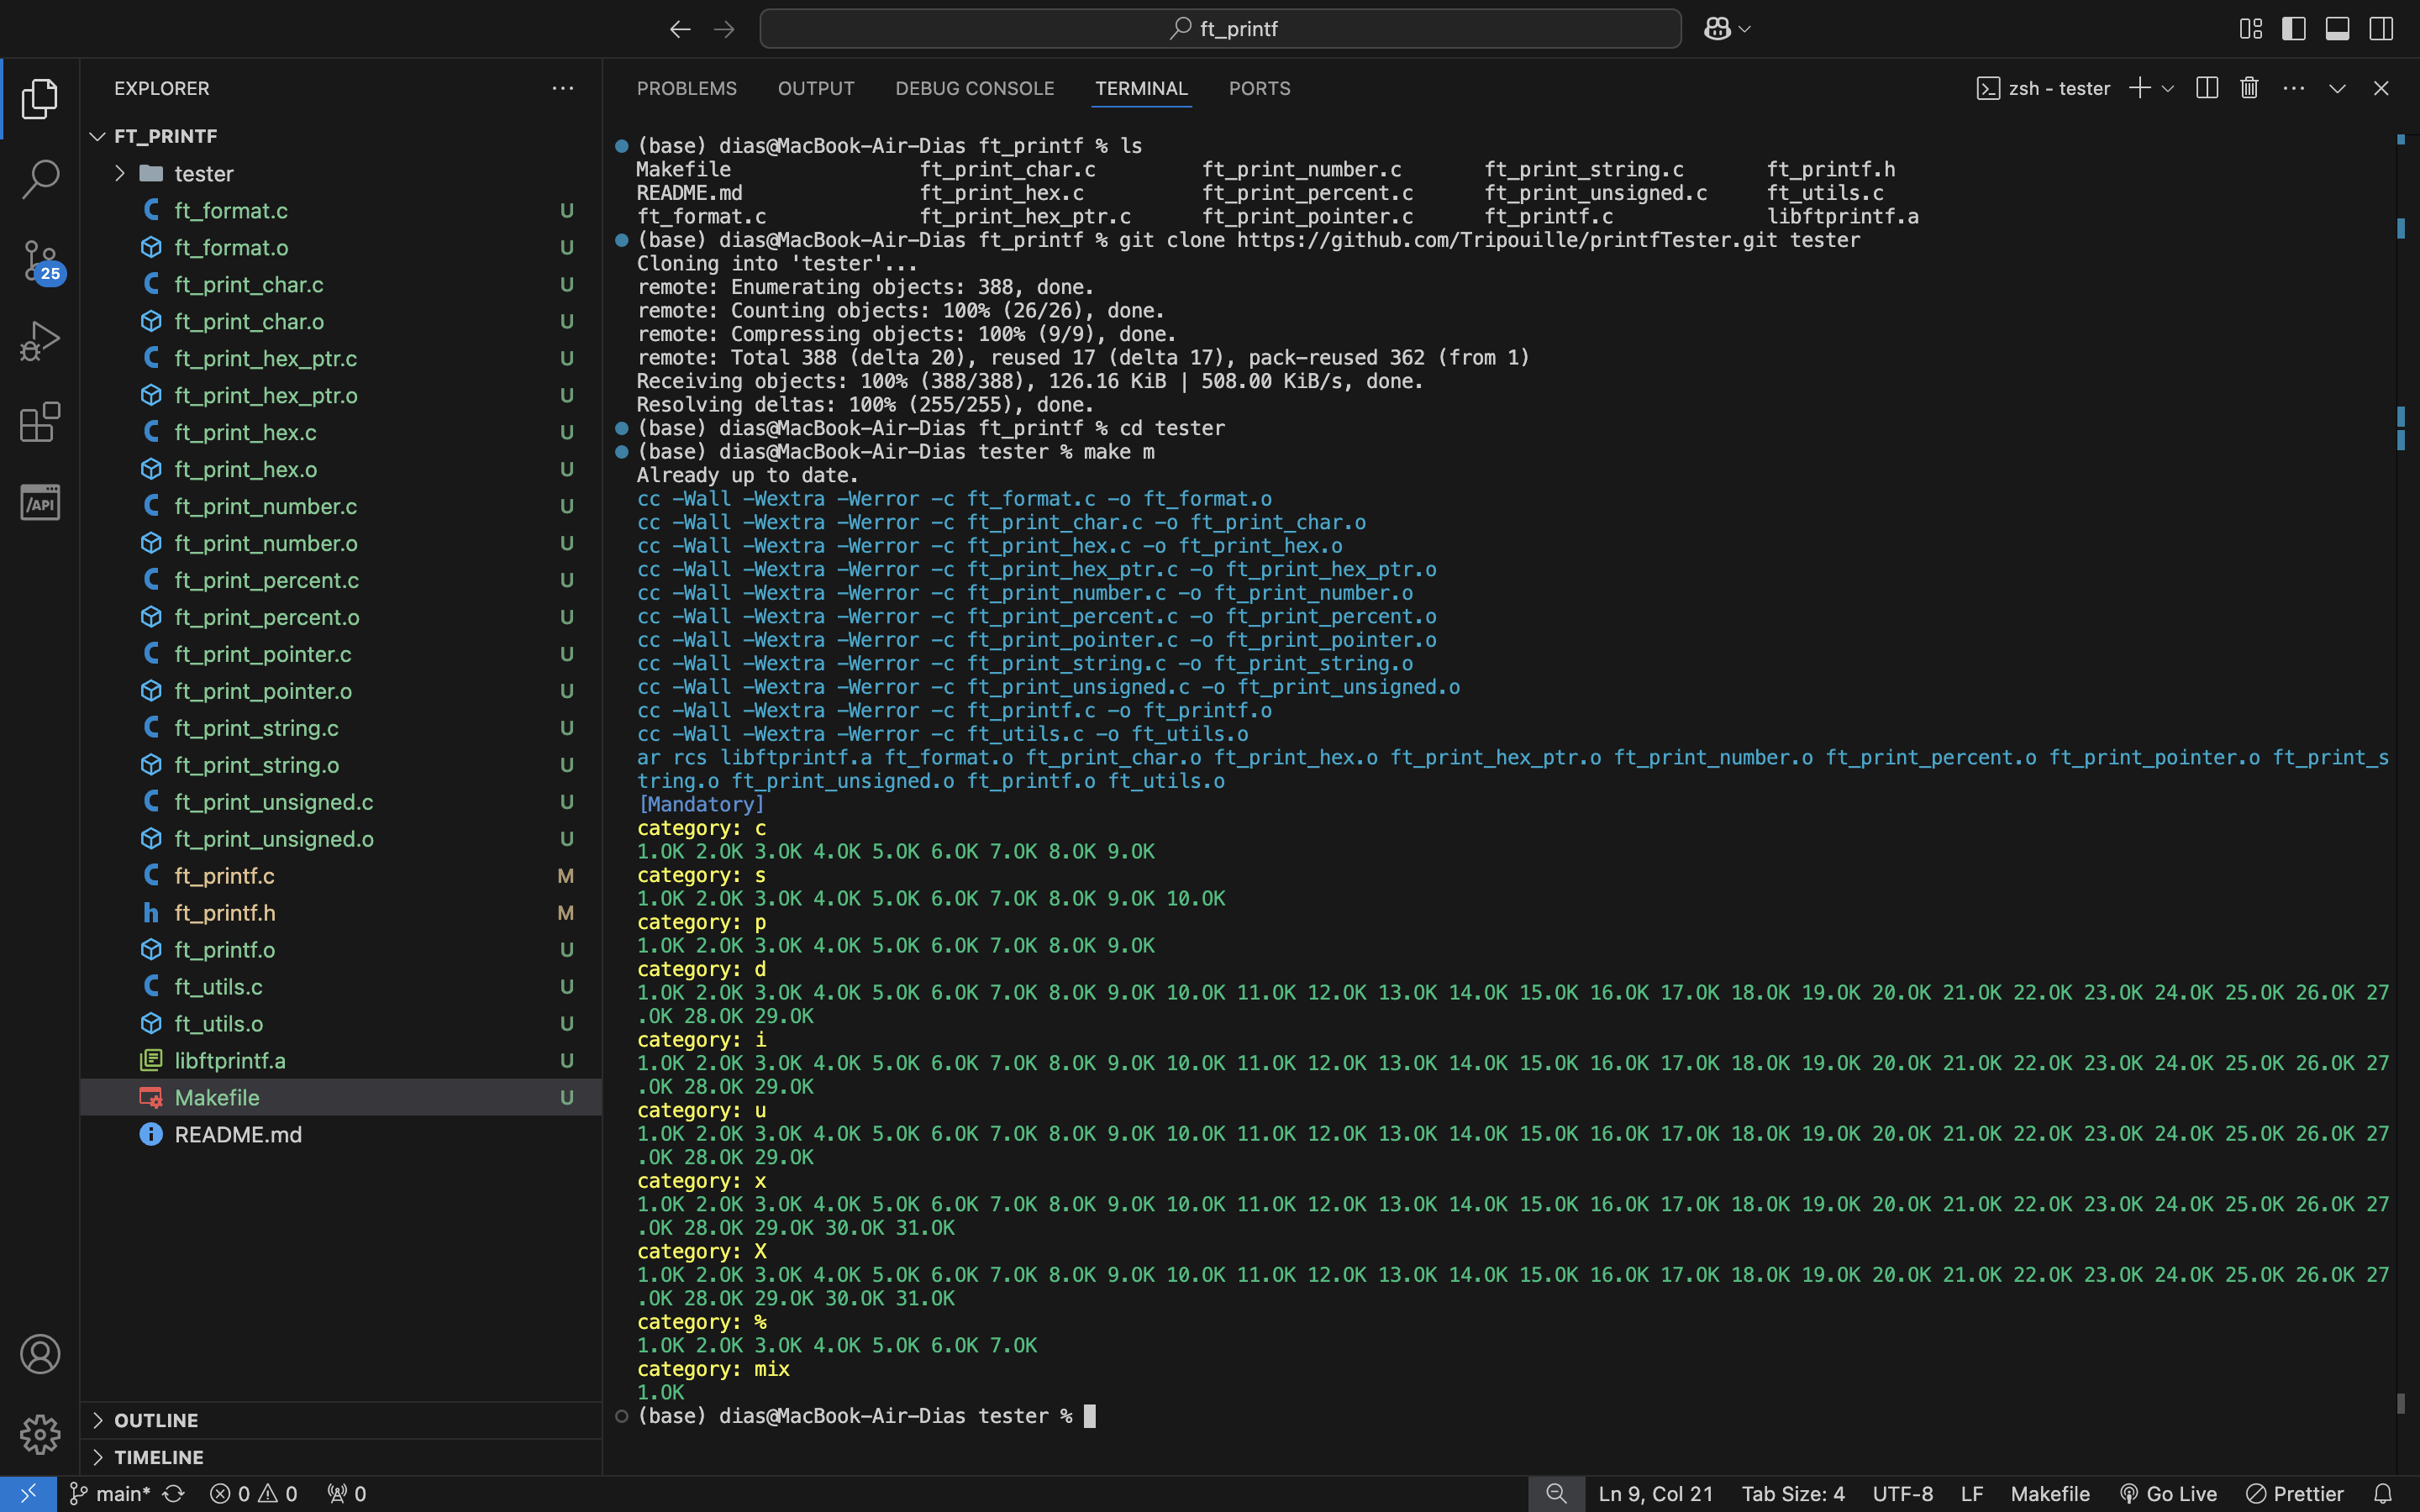 ft_printf
EXPLORER
FT_PRINTF
tester
ft_format.c U
ft_format.o U
ft_print_char.c U
ft_print_char.o U
ft_print_hex_ptr.c U
ft_print_hex_ptr.o U
ft_print_hex.c U
ft_print_hex.o U
ft_print_number.c U
ft_print_number.o U
ft_print_percent.c U
ft_print_percent.o U
ft_print_pointer.c U
ft_print_pointer.o U
ft_print_string.c U
ft_print_string.o U
ft_print_unsigned.c U
ft_print_unsigned.o U
ft_printf.c M
ft_printf.h M
ft_printf.o U
ft_utils.c U
ft_utils.o U
libftprintf.a U
Makefile U
README.md
OUTLINE
TIMELINE
25
/API
PROBLEMS OUTPUT DEBUG CONSOLE TERMINAL PORTS
zsh - tester
(base) dias@MacBook-Air-Dias ft_printf % ls
Makefile ft_print_char.c ft_print_number.c ft_print_string.c ft_printf.h
README.md ft_print_hex.c ft_print_percent.c ft_print_unsigned.c ft_utils.c
ft_format.c ft_print_hex_ptr.c ft_print_pointer.c ft_printf.c libftprintf.a
(base) dias@MacBook-Air-Dias ft_printf % git clone https://github.com/Tripouille/printfTester.git tester
Cloning into 'tester'...
remote: Enumerating objects: 388, done.
remote: Counting objects: 100% (26/26), done.
remote: Compressing objects: 100% (9/9), done.
remote: Total 388 (delta 20), reused 17 (delta 17), pack-reused 362 (from 1)
Receiving objects: 100% (388/388), 126.16 KiB | 508.00 KiB/s, done.
Resolving deltas: 100% (255/255), done.
(base) dias@MacBook-Air-Dias ft_printf % cd tester
(base) dias@MacBook-Air-Dias tester % make m
Already up to date.
cc -Wall -Wextra -Werror -c ft_format.c -o ft_format.o
cc -Wall -Wextra -Werror -c ft_print_char.c -o ft_print_char.o
cc -Wall -Wextra -Werror -c ft_print_hex.c -o ft_print_hex.o
cc -Wall -Wextra -Werror -c ft_print_hex_ptr.c -o ft_print_hex_ptr.o
cc -Wall -Wextra -Werror -c ft_print_number.c -o ft_print_number.o
cc -Wall -Wextra -Werror -c ft_print_percent.c -o ft_print_percent.o
cc -Wall -Wextra -Werror -c ft_print_pointer.c -o ft_print_pointer.o
cc -Wall -Wextra -Werror -c ft_print_string.c -o ft_print_string.o
cc -Wall -Wextra -Werror -c ft_print_unsigned.c -o ft_print_unsigned.o
cc -Wall -Wextra -Werror -c ft_printf.c -o ft_printf.o
cc -Wall -Wextra -Werror -c ft_utils.c -o ft_utils.o
ar rcs libftprintf.a ft_format.o ft_print_char.o ft_print_hex.o ft_print_hex_ptr.o ft_print_number.o ft_print_percent.o ft_print_pointer.o ft_print_s
tring.o ft_print_unsigned.o ft_printf.o ft_utils.o
[Mandatory]
category: c
1.OK 2.OK 3.OK 4.OK 5.OK 6.OK 7.OK 8.OK 9.OK
category: s
1.OK 2.OK 3.OK 4.OK 5.OK 6.OK 7.OK 8.OK 9.OK 10.OK
category: p
1.OK 2.OK 3.OK 4.OK 5.OK 6.OK 7.OK 8.OK 9.OK
category: d
1.OK 2.OK 3.OK 4.OK 5.OK 6.OK 7.OK 8.OK 9.OK 10.OK 11.OK 12.OK 13.OK 14.OK 15.OK 16.OK 17.OK 18.OK 19.OK 20.OK 21.OK 22.OK 23.OK 24.OK 25.OK 26.OK 27
.OK 28.OK 29.OK
category: i
1.OK 2.OK 3.OK 4.OK 5.OK 6.OK 7.OK 8.OK 9.OK 10.OK 11.OK 12.OK 13.OK 14.OK 15.OK 16.OK 17.OK 18.OK 19.OK 20.OK 21.OK 22.OK 23.OK 24.OK 25.OK 26.OK 27
.OK 28.OK 29.OK
category: u
1.OK 2.OK 3.OK 4.OK 5.OK 6.OK 7.OK 8.OK 9.OK 10.OK 11.OK 12.OK 13.OK 14.OK 15.OK 16.OK 17.OK 18.OK 19.OK 20.OK 21.OK 22.OK 23.OK 24.OK 25.OK 26.OK 27
.OK 28.OK 29.OK
category: x
1.OK 2.OK 3.OK 4.OK 5.OK 6.OK 7.OK 8.OK 9.OK 10.OK 11.OK 12.OK 13.OK 14.OK 15.OK 16.OK 17.OK 18.OK 19.OK 20.OK 21.OK 22.OK 23.OK 24.OK 25.OK 26.OK 27
.OK 28.OK 29.OK 30.OK 31.OK
category: X
1.OK 2.OK 3.OK 4.OK 5.OK 6.OK 7.OK 8.OK 9.OK 10.OK 11.OK 12.OK 13.OK 14.OK 15.OK 16.OK 17.OK 18.OK 19.OK 20.OK 21.OK 22.OK 23.OK 24.OK 25.OK 26.OK 27
.OK 28.OK 29.OK 30.OK 31.OK
category: %
1.OK 2.OK 3.OK 4.OK 5.OK 6.OK 7.OK
category: mix
1.OK
(base) dias@MacBook-Air-Dias tester %
main* 0 0 0 Ln 9, Col 21 Tab Size: 4 UTF-8 LF Makefile Go Live Prettier